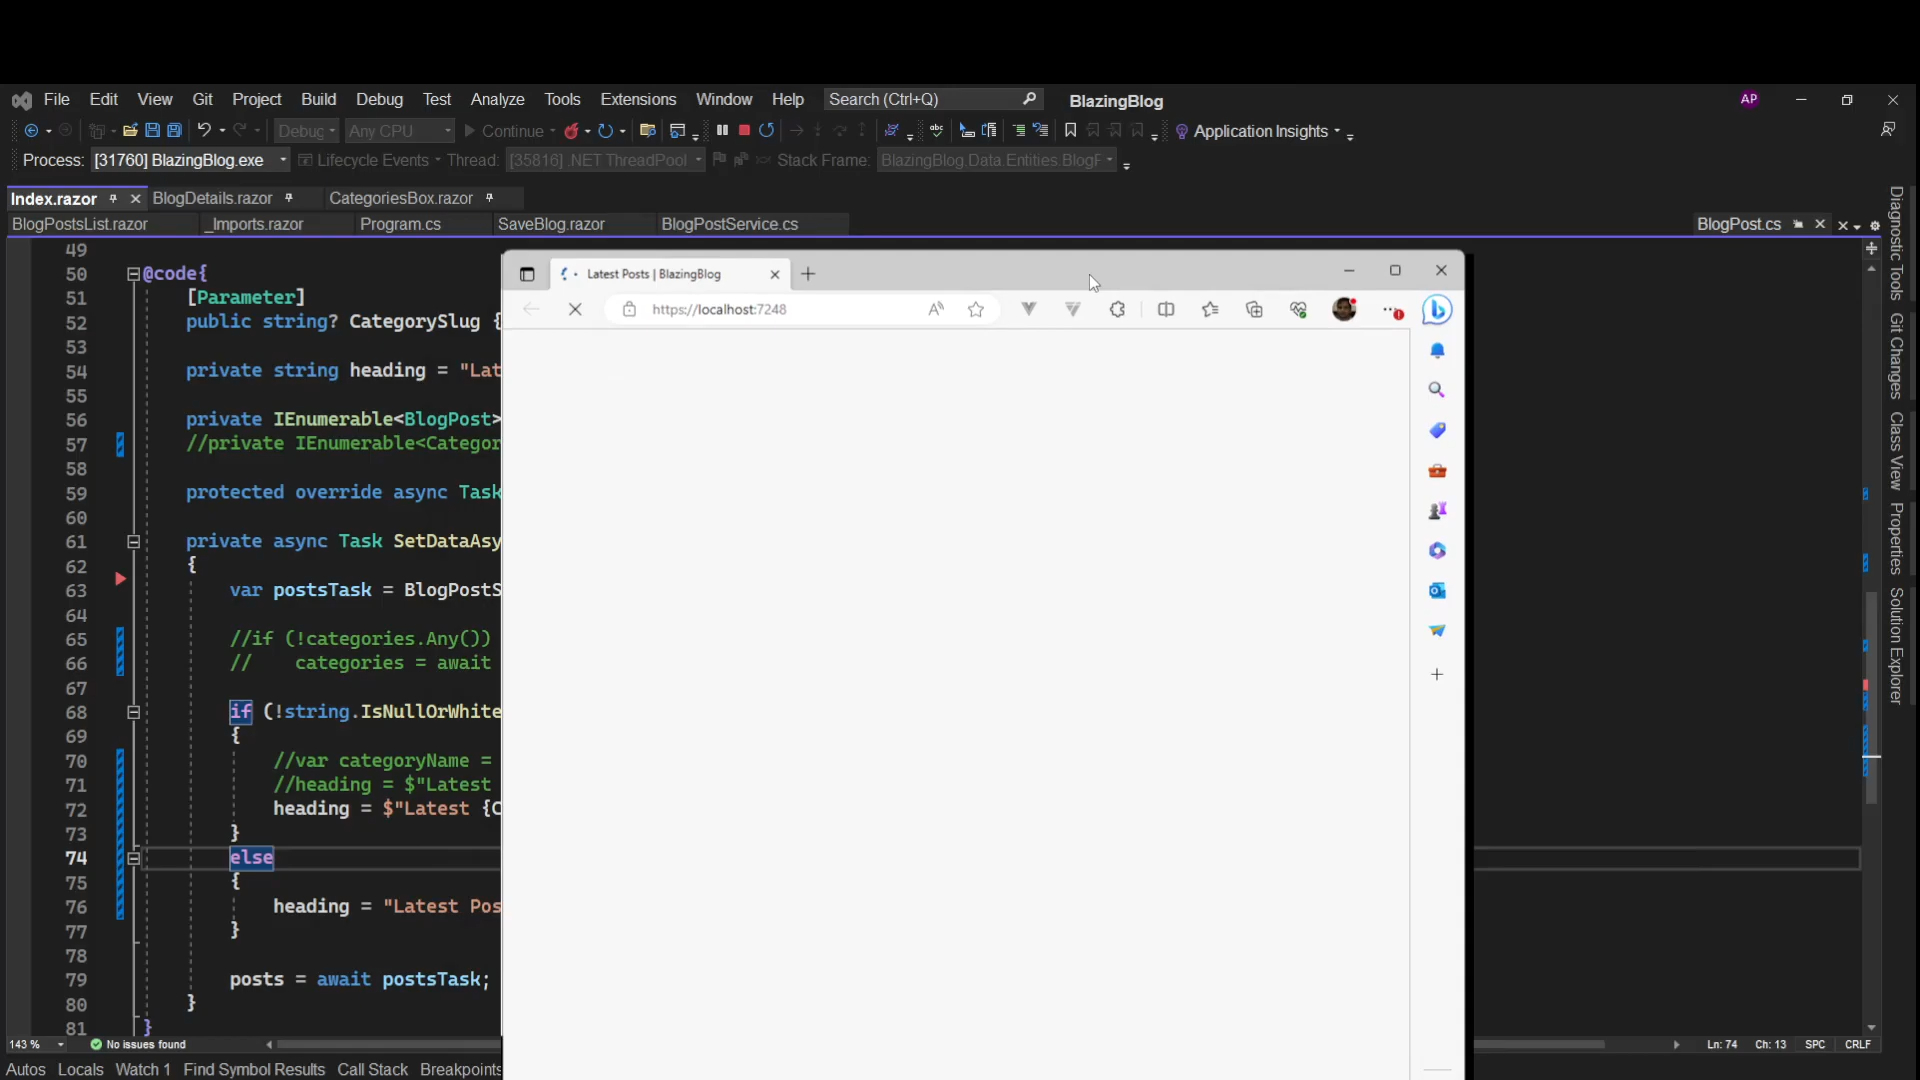 File Edit View Git Project Build Debug Test Analyze Tools Extensions Window Help Search (Ctrl+Q) BlazingBlog AP
Debug Any CPU Continue abc Application Insights
Process: [31760] BlazingBlog.exe Lifecycle Events Thread: [35816] .NET ThreadPool Stack Frame: BlazingBlog.Data.Entities.BlogF
Index.razor BlogDetails.razor CategoriesBox.razor
BlogPostsList.razor _Imports.razor Program.cs SaveBlog.razor BlogPostService.cs BlogPost.cs
Latest Posts | BlazingBlog
https://localhost:7248
49
50 @code{
51 [Parameter]
52 public string? CategorySlug {
53
54 private string heading = "Lat
55
56 private IEnumerable<BlogPost>
57 //private IEnumerable<Categor
58
59 protected override async Task
60
61 private async Task SetDataAsy
62 {
63 var postsTask = BlogPostS
64
65 //if (!categories.Any())
66 // categories = await
67
68 if (!string.IsNullOrWhite
69 {
70 //var categoryName =
71 //heading = $"Latest
72 heading = $"Latest {C
73 }
74 else
75 {
76 heading = "Latest Pos
77 }
78
79 posts = await postsTask;
80 }
81 }
Diagnostic Tools
Git Changes
Class View
Properties
Solution Explorer
143 % No issues found Ln: 74 Ch: 13 SPC CRLF
Autos Locals Watch 1 Find Symbol Results Call Stack Breakpoints